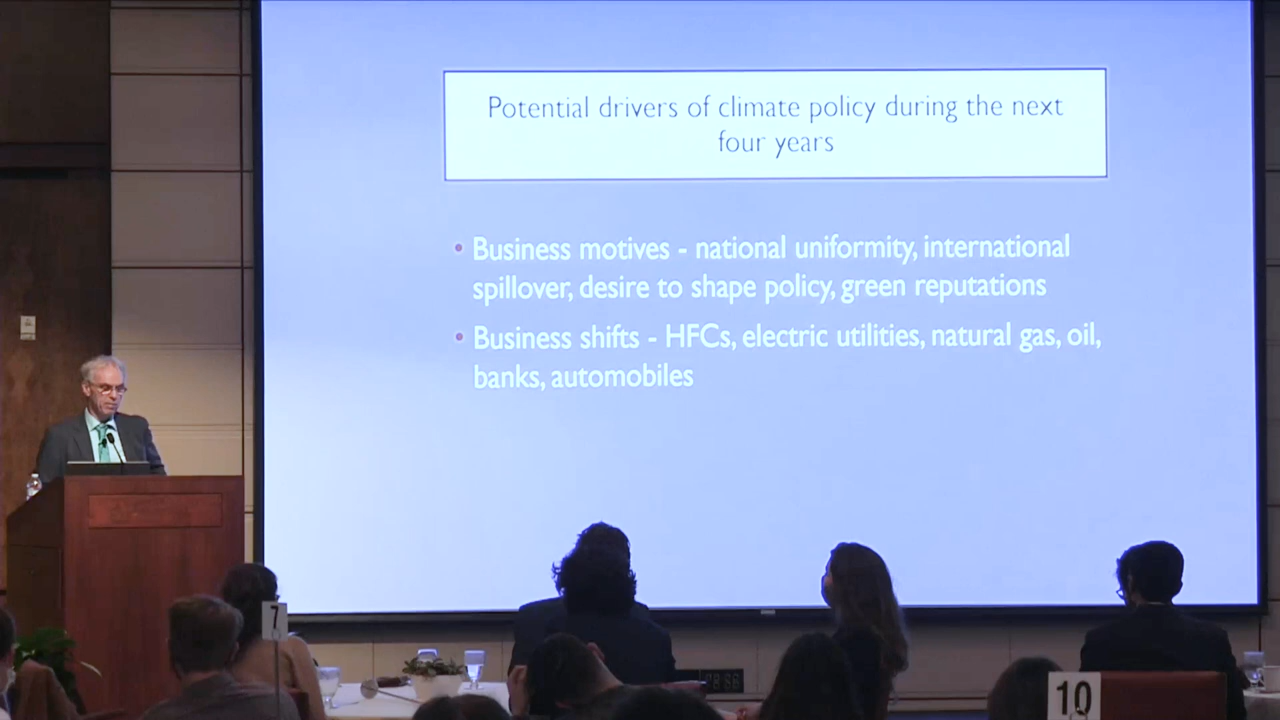 Potential drivers of climate policy during the next
four years
• Business motives - national uniformity, international
spillover, desire to shape policy, green reputations
• Business shifts - HFCs, electric utilities, natural gas, oil,
banks, automobiles
7
10